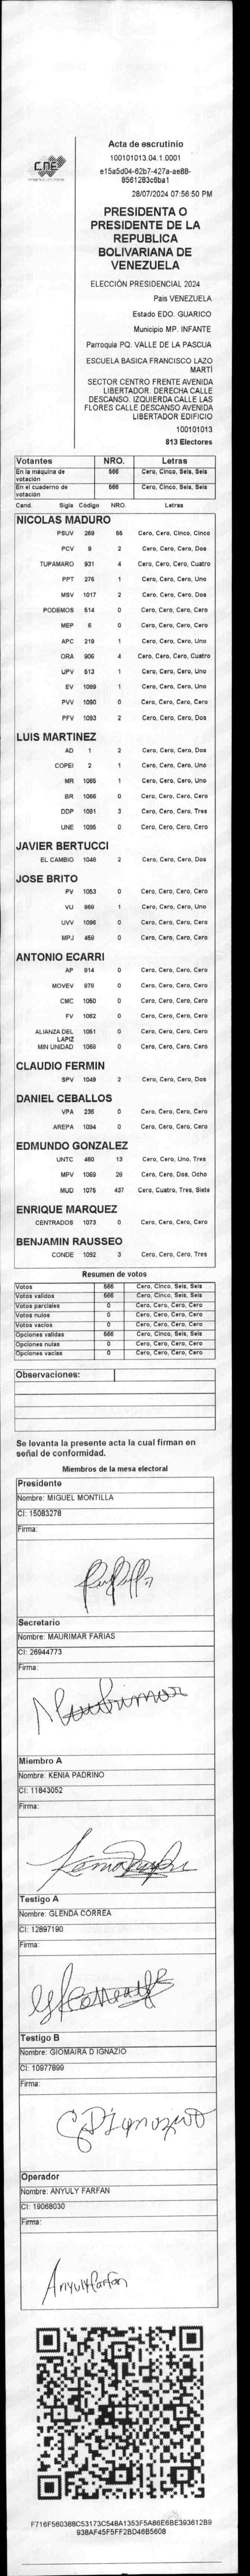 CNE
Acta de escrutinio
100101013.04.1.0001
e15a5d04-62b7-427a-ae88-
8561283c6ba1
28/07/2024 07:56:50 PM
PRESIDENTA O
PRESIDENTE DE LA
REPUBLICA
BOLIVARIANA DE
VENEZUELA
ELECCIÓN PRESIDENCIAL 2024
País VENEZUELA
Estado EDO. GUARICO
Municipio MP. INFANTE
Parroquia PQ. VALLE DE LA PASCUA
ESCUELA BASICA FRANCISCO LAZO
MARTÍ
SECTOR CENTRO FRENTE AVENIDA
LIBERTADOR. DERECHA CALLE
DESCANSO. IZQUIERDA CALLE LAS
FLORES CALLE DESCANSO AVENIDA
LIBERTADOR EDIFICIO
100101013
813 Electores
Votantes NRO. Letras
En la máquina de votación 566 Cero, Cinco, Seis, Seis
En el cuaderno de votación 566 Cero, Cinco, Seis, Seis
Cand. Sigla Código NRO. Letras
NICOLAS MADURO
PSUV 269 55 Cero, Cero, Cinco, Cinco
PCV 9 2 Cero, Cero, Cero, Dos
TUPAMARO 931 4 Cero, Cero, Cero, Cuatro
PPT 276 1 Cero, Cero, Cero, Uno
MSV 1017 2 Cero, Cero, Cero, Dos
PODEMOS 514 0 Cero, Cero, Cero, Cero
MEP 6 0 Cero, Cero, Cero, Cero
APC 219 1 Cero, Cero, Cero, Uno
ORA 906 4 Cero, Cero, Cero, Cuatro
UPV 513 1 Cero, Cero, Cero, Uno
EV 1089 1 Cero, Cero, Cero, Uno
PVV 1090 0 Cero, Cero, Cero, Cero
PFV 1093 2 Cero, Cero, Cero, Dos
LUIS MARTINEZ
AD 1 2 Cero, Cero, Cero, Dos
COPEI 2 1 Cero, Cero, Cero, Uno
MR 1065 1 Cero, Cero, Cero, Uno
BR 1066 0 Cero, Cero, Cero, Cero
DDP 1091 3 Cero, Cero, Cero, Tres
UNE 1095 0 Cero, Cero, Cero, Cero
JAVIER BERTUCCI
EL CAMBIO 1048 2 Cero, Cero, Cero, Dos
JOSE BRITO
PV 1053 0 Cero, Cero, Cero, Cero
VU 868 1 Cero, Cero, Cero, Uno
UVV 1096 0 Cero, Cero, Cero, Cero
MPJ 458 0 Cero, Cero, Cero, Cero
ANTONIO ECARRI
AP 814 0 Cero, Cero, Cero, Cero
MOVEV 878 0 Cero, Cero, Cero, Cero
CMC 1050 0 Cero, Cero, Cero, Cero
FV 1062 0 Cero, Cero, Cero, Cero
ALIANZA DEL LAPIZ 1051 0 Cero, Cero, Cero, Cero
MIN UNIDAD 1068 0 Cero, Cero, Cero, Cero
CLAUDIO FERMIN
SPV 1049 2 Cero, Cero, Cero, Dos
DANIEL CEBALLOS
VPA 236 0 Cero, Cero, Cero, Cero
AREPA 1094 0 Cero, Cero, Cero, Cero
EDMUNDO GONZALEZ
UNTC 460 13 Cero, Cero, Uno, Tres
MPV 1069 28 Cero, Cero, Dos, Ocho
MUD 1075 437 Cero, Cuatro, Tres, Siete
ENRIQUE MARQUEZ
CENTRADOS 1073 0 Cero, Cero, Cero, Cero
BENJAMIN RAUSSEO
CONDE 1092 3 Cero, Cero, Cero, Tres
Resumen de votos
Votos 566 Cero, Cinco, Seis, Seis
Votos validos 566 Cero, Cinco, Seis, Seis
Votos parciales 0 Cero, Cero, Cero, Cero
Votos nulos 0 Cero, Cero, Cero, Cero
Votos vacíos 0 Cero, Cero, Cero, Cero
Opciones validas 566 Cero, Cinco, Seis, Seis
Opciones nulas 0 Cero, Cero, Cero, Cero
Opciones vacías 0 Cero, Cero, Cero, Cero
Observaciones:
Se levanta la presente acta la cual firman en
señal de conformidad.
Miembros de la mesa electoral
Presidente
Nombre: MIGUEL MONTILLA
CI: 15083278
Firma:
Secretario
Nombre: MAURIMAR FARIAS
CI: 26944773
Firma:
Maurimar
Miembro A
Nombre: KENIA PADRINO
CI: 11843052
Firma:
Testigo A
Nombre: GLENDA CORREA
CI: 12897190
Firma:
Testigo B
Nombre: GIOMAIRA D IGNAZIO
CI: 10977899
Firma:
Operador
Nombre: ANYULY FARFAN
CI: 19068030
Firma:
Anyuly Farfan
F716F560388C53173C548A1353F5A86E6BE393612B9
938AF45F5FF2BD46B5608